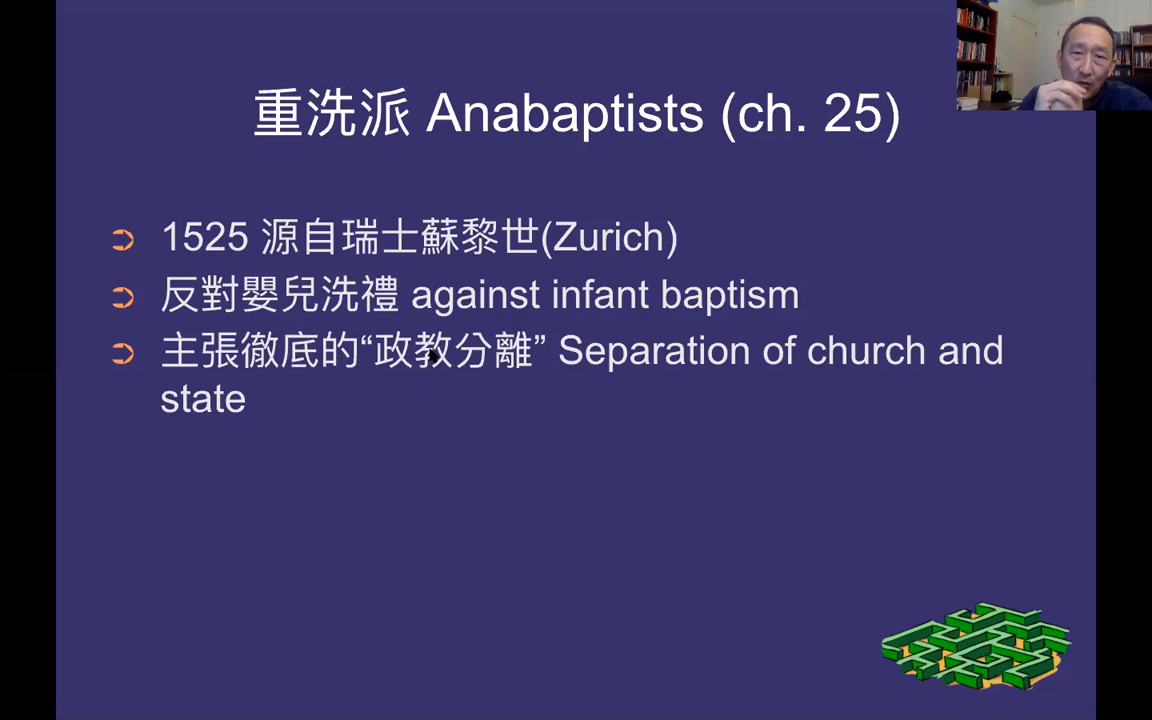 重洗派 Anabaptists (ch. 25)
1525 源自瑞士蘇黎世(Zurich)
反對嬰兒洗禮 against infant baptism
主張徹底的“政教分離” Separation of church and
state